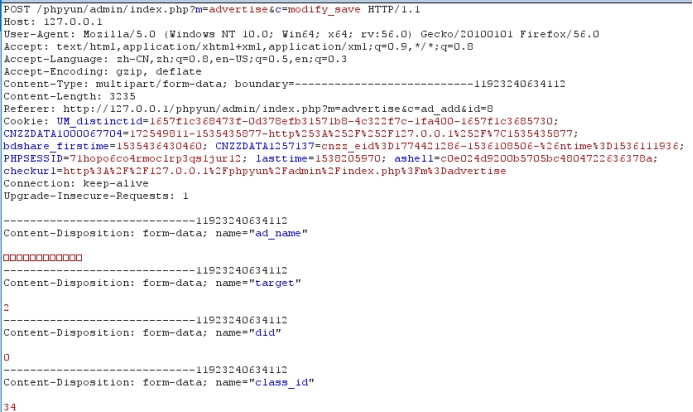 POST /phpyun/admin/index.php?m=advertise&c=modify_save HTTP/1.1
Host: 127.0.0.1
User-Agent: Mozilla/5.0 (Windows NT 10.0; Win64; x64; rv:56.0) Gecko/20100101 Firefox/56.0
Accept: text/html,application/xhtml+xml,application/xml;q=0.9,*/*;q=0.8
Accept-Language: zh-CN,zh;q=0.8,en-US;q=0.5,en;q=0.3
Accept-Encoding: gzip, deflate
Content-Type: multipart/form-data; boundary=---------------------------11923240634112
Content-Length: 3235
Referer: http://127.0.0.1/phpyun/admin/index.php?m=advertise&c=ad_add&id=8
Cookie: UM_distinctid=1657f1c368473f-0d378efb31571b8-4c322f7c-1fa400-1657f1c3685730;
CNZZDATA1000067704=172549811-1535435877-http%253A%252F%252F127.0.0.1%252F%7C1535435877;
bdshare_firstime=1535436430460; CNZZDATA1257137=cnzz_eid%3D1774421286-1536108506-%26ntime%3D1536111936;
PHPSESSID=71hopo6co4rmoc1rp3qs1jur12; lasttime=1538205970; ashell=c0e024d9200b5705bc4804722636378a;
checkurl=http%3A%2F%2F127.0.0.1%2Fphpyun%2Fadmin%2Findex.php%3Fm%3Dadvertise
Connection: keep-alive
Upgrade-Insecure-Requests: 1
-----------------------------11923240634112
Content-Disposition: form-data; name="ad_name"
□□□□□□□□□□□□
-----------------------------11923240634112
Content-Disposition: form-data; name="target"
2
-----------------------------11923240634112
Content-Disposition: form-data; name="did"
0
-----------------------------11923240634112
Content-Disposition: form-data; name="class_id"
34